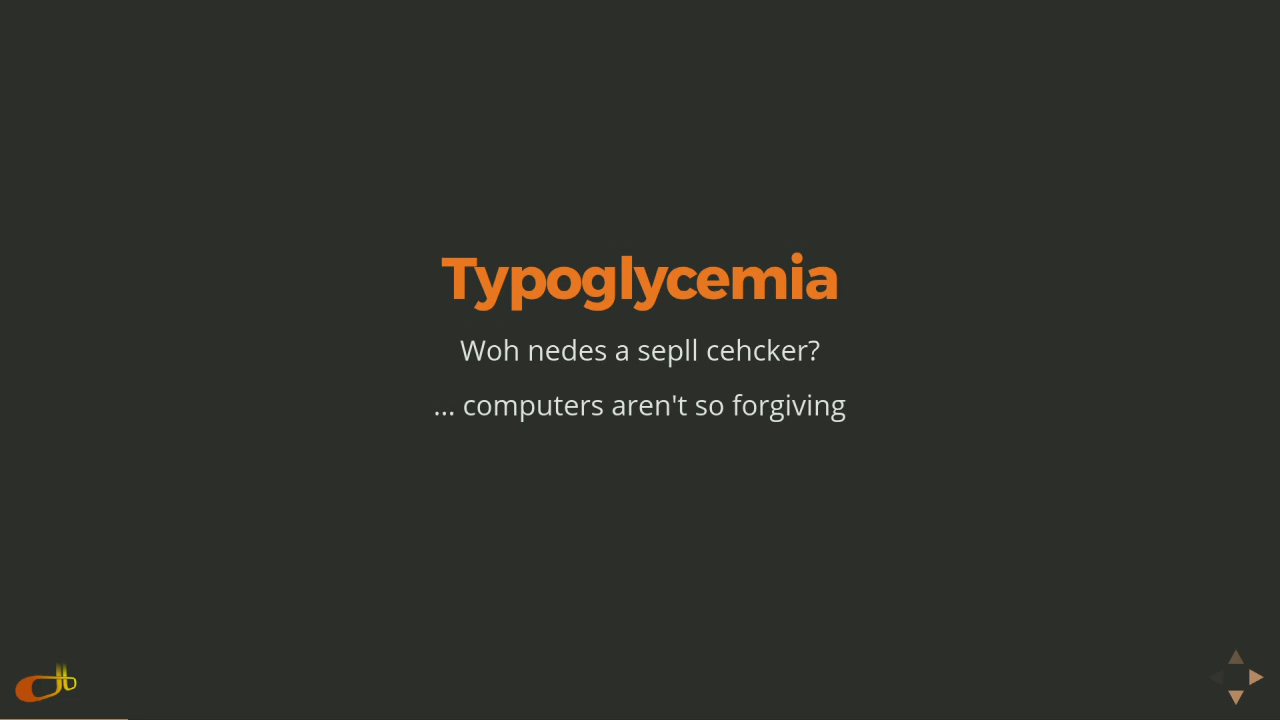 Typoglycemia
Woh nedes a sepll cehcker?
... computers aren't so forgiving